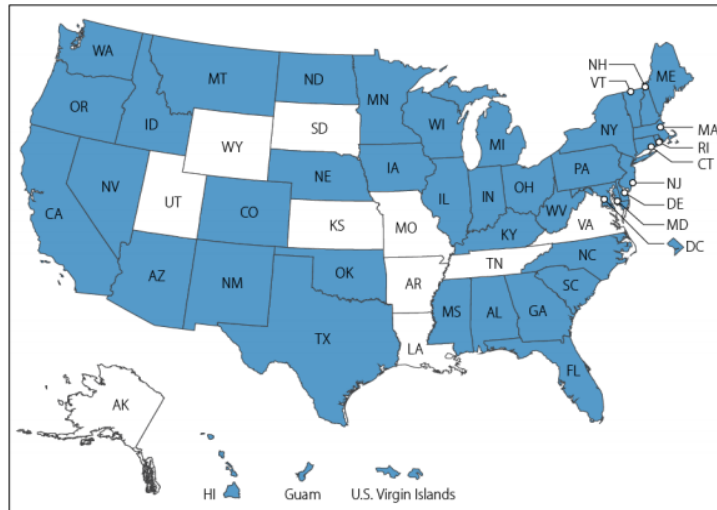 WA
MT
ND
MN
NH
VT
ME
OR
ID
SD
WI
MI
NY
MA
RI
CT
WY
IA
NE
PA
NJ
NV
UT
CO
IL
IN
OH
WV
DE
MD
CA
KS
MO
KY
VA
DC
AZ
NM
OK
TN
NC
AR
SC
TX
MS
AL
GA
LA
FL
AK
HI
Guam
U.S. Virgin Islands